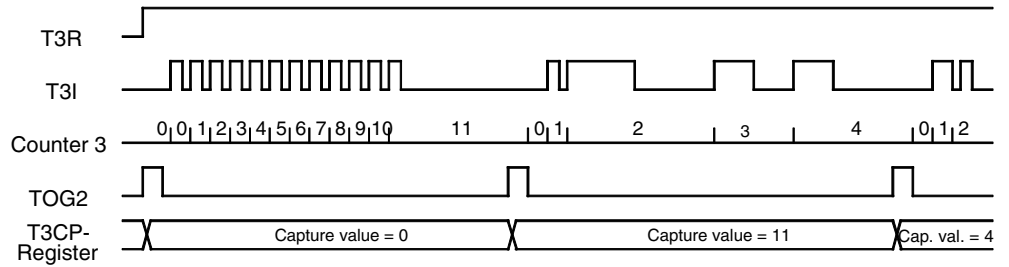 T3R
T3I
Counter 3 0 0 1 2 3 4 5 6 7 8 9 10 11 0 1 2 3 4 0 1 2
TOG2
T3CP-
Register
Capture value = 0 Capture value = 11 Cap. val. = 4